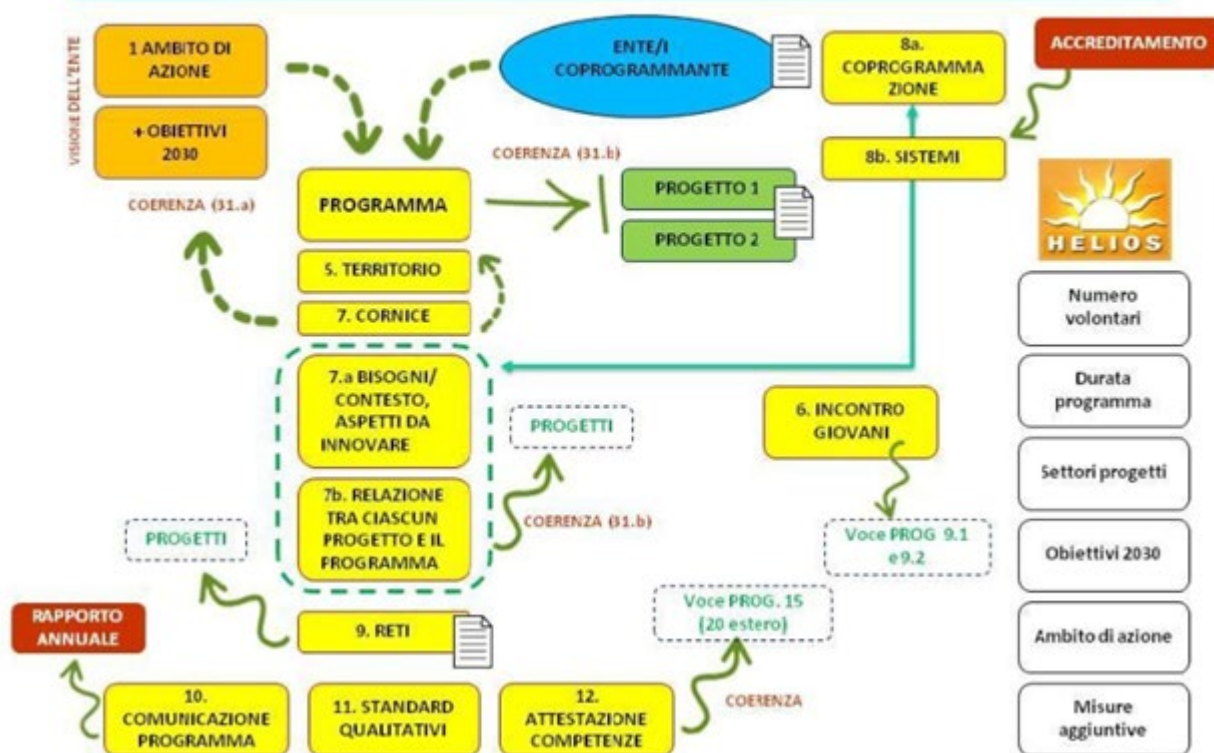 VISIONE DELL'ENTE
1 AMBITO DI
AZIONE
+ OBIETTIVI
2030
ENTE/I
COPROGRAMMANTE
8a.
COPROGRAMMA
ZIONE
ACCREDITAMENTO
8b. SISTEMI
COERENZA (31.a)
COERENZA (31.b)
PROGRAMMA
PROGETTO 1
PROGETTO 2
5. TERRITORIO
7. CORNICE
HELIOS
Numero
volontari
7.a BISOGNI/
CONTESTO,
ASPETTI DA
INNOVARE
PROGETTI
6. INCONTRO
GIOVANI
Durata
programma
Settori progetti
7b. RELAZIONE
TRA CIASCUN
PROGETTO E IL
PROGRAMMA
COERENZA (31.b)
PROGETTI
Voce PROG 9.1
e 9.2
Obiettivi 2030
Voce PROG. 15
(20 estero)
RAPPORTO
ANNUALE
9. RETI
Ambito di azione
10.
COMUNICAZIONE
PROGRAMMA
11. STANDARD
QUALITATIVI
12.
ATTESTAZIONE
COMPETENZE
COERENZA
Misure
aggiuntive